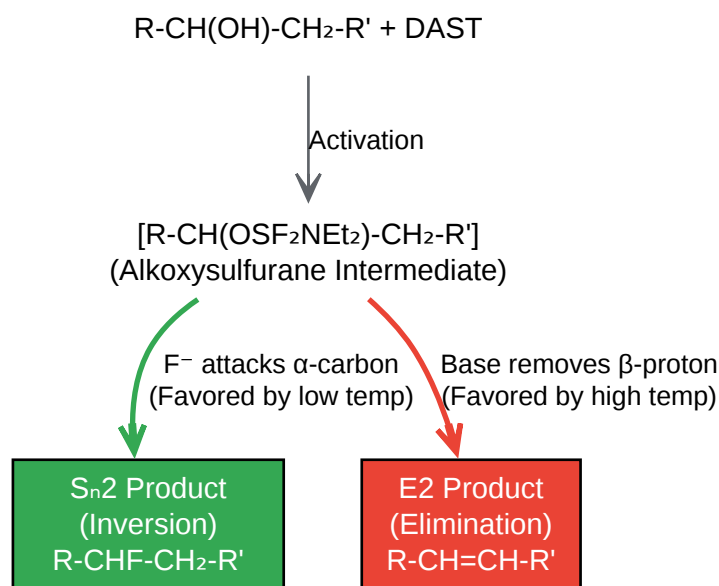 R-CH(OH)-CH₂-R' + DAST
Activation
[R-CH(OSF₂NEt₂)-CH₂-R']
(Alkoxysulfurane Intermediate)
F⁻ attacks α-carbon
(Favored by low temp)
Base removes β-proton
(Favored by high temp)
Sₙ2 Product
(Inversion)
R-CHF-CH₂-R'
E2 Product
(Elimination)
R-CH=CH-R'